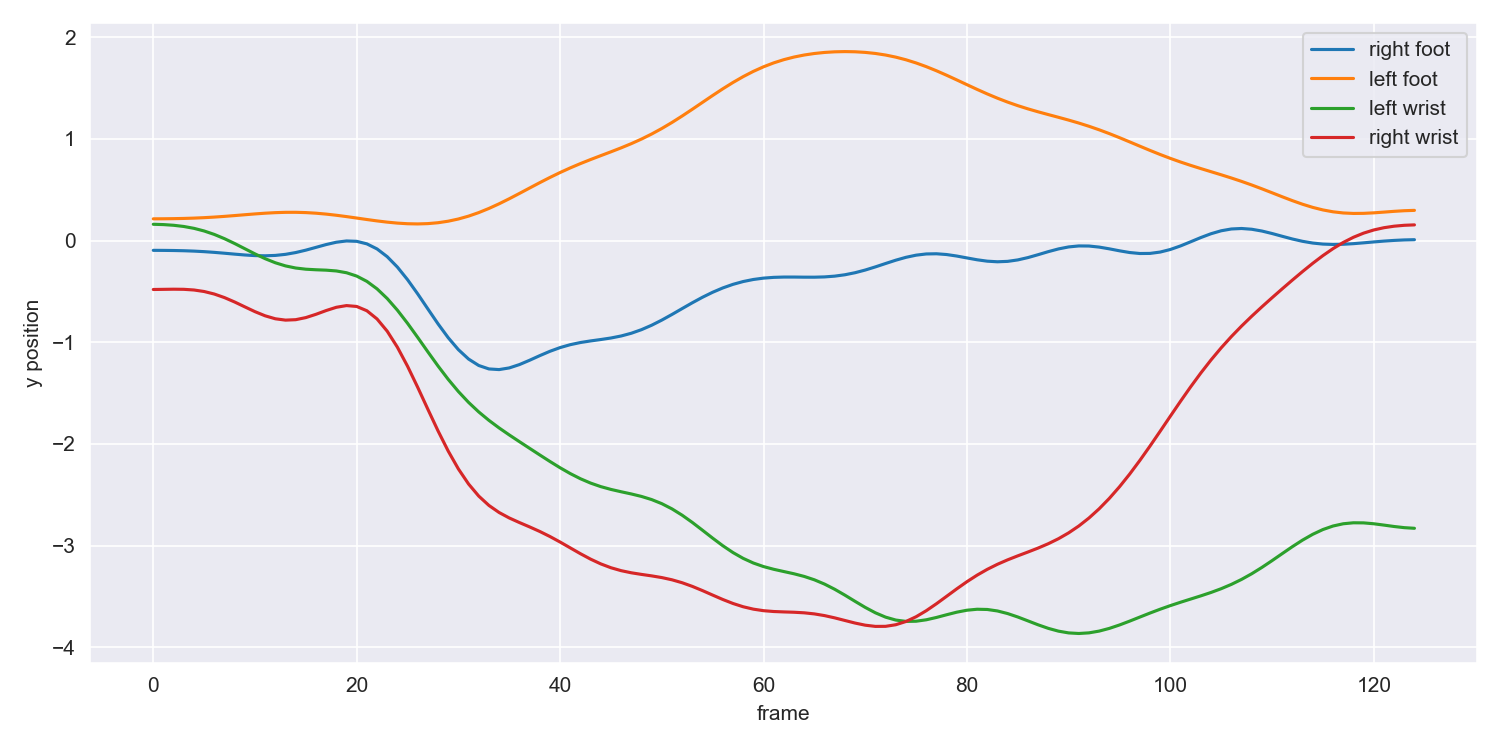 2
1
0
−1
−2
−3
−4
y position
0
20
40
60
80
100
120
frame
right foot
left foot
left wrist
right wrist